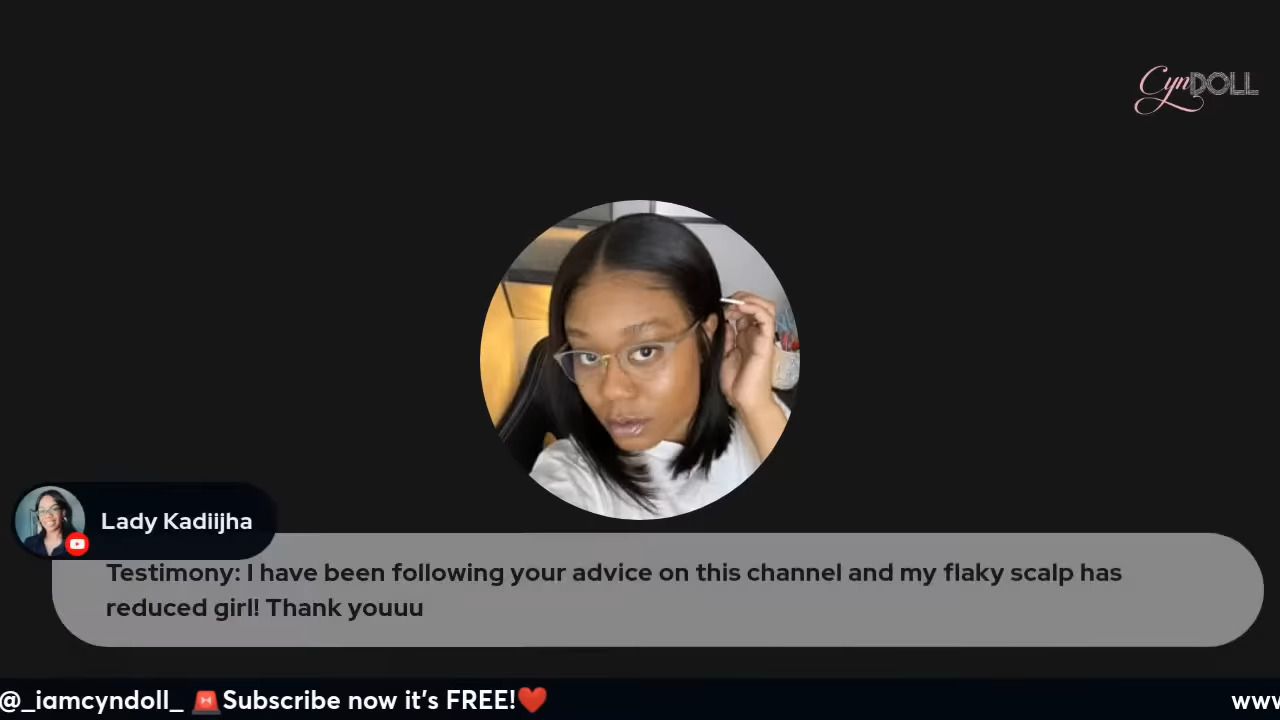 CynDOLL
Lady Kadiijha
Testimony: I have been following your advice on this channel and my flaky scalp has
reduced girl! Thank youuu
@_iamcyndoll_ 🚨Subscribe now it's FREE!❤️
www